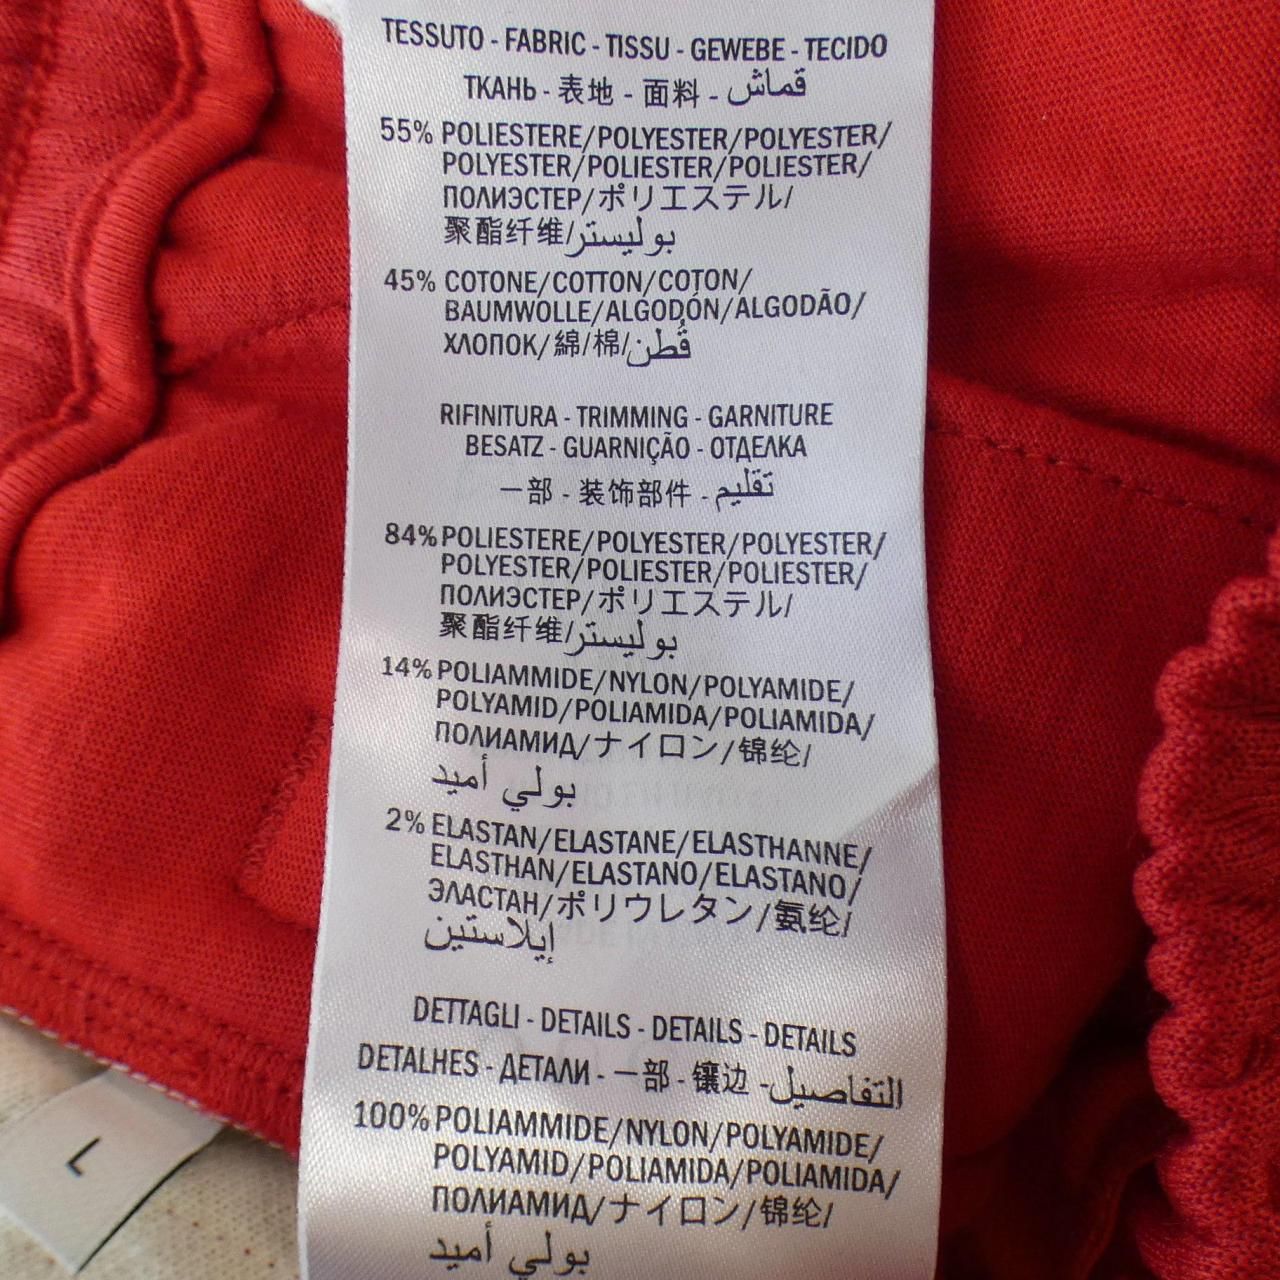 TESSUTO - FABRIC - TISSU - GEWEBE - TECIDO
ТКАНЬ - 表地 - 面料 - قماش
55% POLIESTERE/POLYESTER/POLYESTER/
POLYESTER/POLIESTER/POLIESTER/
ПОЛИЭСТЕР/ポリエステル/
聚酯纤维/بوليستر
45% COTONE/COTTON/COTON/
BAUMWOLLE/ALGODÓN/ALGODÃO/
ХЛОПОК/綿/棉/قُطن
RIFINITURA - TRIMMING - GARNITURE
BESATZ - GUARNIÇÃO - ОТДЕЛКА
一部 - 装饰部件 - تقليم
84% POLIESTERE/POLYESTER/POLYESTER/
POLYESTER/POLIESTER/POLIESTER/
ПОЛИЭСТЕР/ポリエステル/
聚酯纤维/بوليستر
14% POLIAMMIDE/NYLON/POLYAMIDE/
POLYAMID/POLIAMIDA/POLIAMIDA/
ПОЛИАМИД/ナイロン/锦纶/
بولي أميد
2% ELASTAN/ELASTANE/ELASTHANNE/
ELASTHAN/ELASTANO/ELASTANO/
ЭЛАСТАН/ポリウレタン/氨纶/
إيلاستين
DETTAGLI - DETAILS - DETAILS - DETAILS
DETALHES - ДЕТАЛИ - 一部 - 镶边 - التفاصيل
100% POLIAMMIDE/NYLON/POLYAMIDE/
POLYAMID/POLIAMIDA/POLIAMIDA/
ПОЛИАМИД/ナイロン/锦纶/
بولي أميد
L